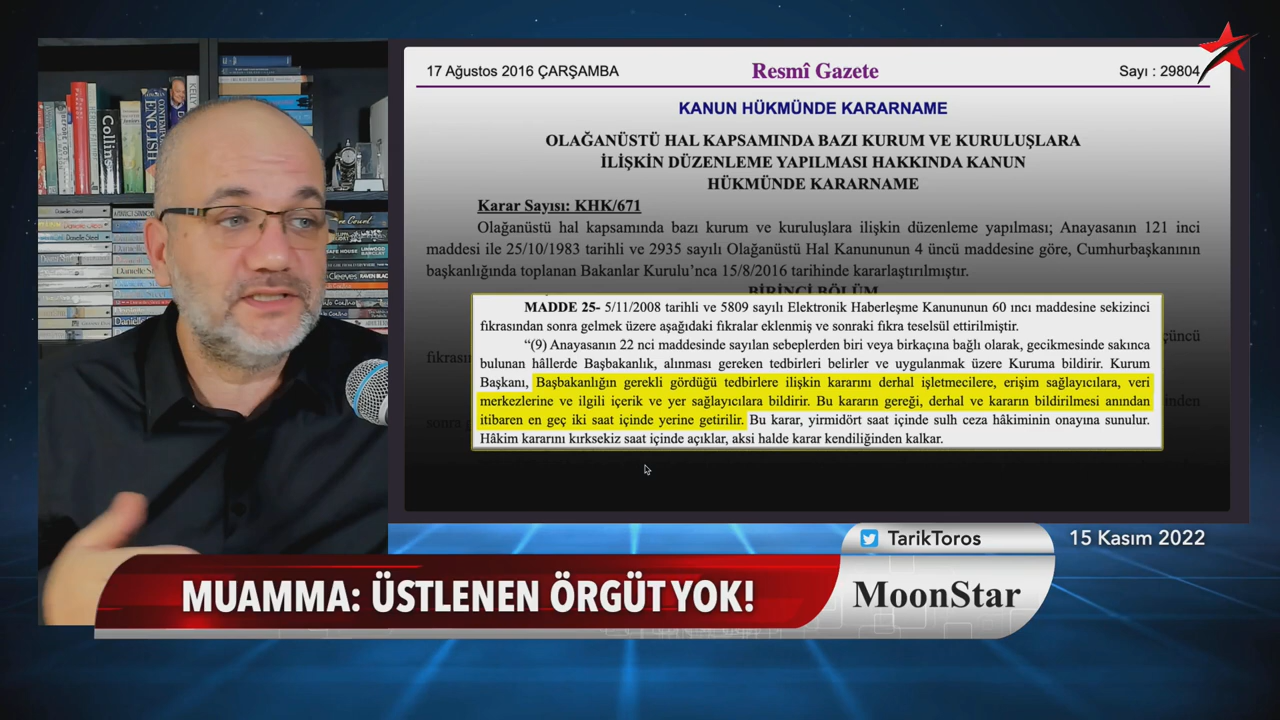 17 Ağustos 2016 ÇARŞAMBA
Resmî Gazete
Sayı : 29804
KANUN HÜKMÜNDE KARARNAME
OLAĞANÜSTÜ HAL KAPSAMINDA BAZI KURUM VE KURULUŞLARA
İLİŞKİN DÜZENLEME YAPILMASI HAKKINDA KANUN
HÜKMÜNDE KARARNAME
Karar Sayısı: KHK/671
Olağanüstü hal kapsamında bazı kurum ve kuruluşlara ilişkin düzenleme yapılması; Anayasanın 121 inci
maddesi ile 25/10/1983 tarihli ve 2935 sayılı Olağanüstü Hal Kanununun 4 üncü maddesine göre, Cumhurbaşkanının
başkanlığında toplanan Bakanlar Kurulu’nca 15/8/2016 tarihinde kararlaştırılmıştır.
BİRİNCİ BÖLÜM
MADDE 25- 5/11/2008 tarihli ve 5809 sayılı Elektronik Haberleşme Kanununun 60 ıncı maddesine sekizinci
fıkrasından sonra gelmek üzere aşağıdaki fıkralar eklenmiş ve sonraki fıkra teselsül ettirilmiştir.
“(9) Anayasanın 22 nci maddesinde sayılan sebeplerden biri veya birkaçına bağlı olarak, gecikmesinde sakınca
bulunan hâllerde Başbakanlık, alınması gereken tedbirleri belirler ve uygulanmak üzere Kuruma bildirir. Kurum
Başkanı, Başbakanlığın gerekli gördüğü tedbirlere ilişkin kararını derhal işletmecilere, erişim sağlayıcılara, veri
merkezlerine ve ilgili içerik ve yer sağlayıcılara bildirir. Bu kararın gereği, derhal ve kararın bildirilmesi anından
itibaren en geç iki saat içinde yerine getirilir. Bu karar, yirmidört saat içinde sulh ceza hâkiminin onayına sunulur.
Hâkim kararını kırksekiz saat içinde açıklar, aksi halde karar kendiliğinden kalkar.
Collins
ENGLISH
TarikToros
15 Kasım 2022
MUAMMA: ÜSTLENEN ÖRGÜT YOK!
MoonStar